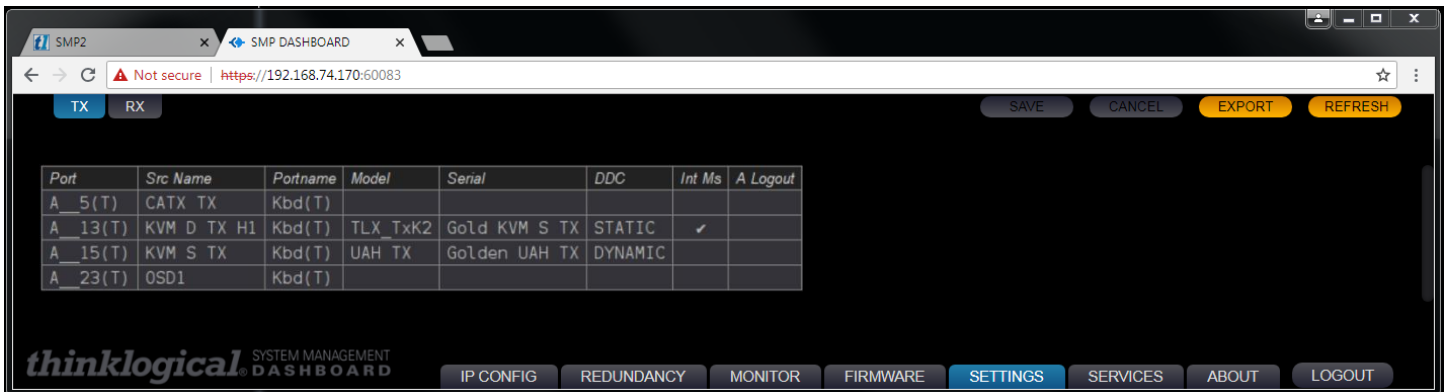 SMP2 SMP DASHBOARD
Not secure | https://192.168.74.170:60083
TX RX SAVE CANCEL EXPORT REFRESH
Port Src Name Portname Model Serial DDC Int Ms A Logout
A__5(T) CATX TX Kbd(T)
A__13(T) KVM D TX H1 Kbd(T) TLX_TxK2 Gold KVM S TX STATIC ✔
A__15(T) KVM S TX Kbd(T) UAH TX Golden UAH TX DYNAMIC
A__23(T) OSD1 Kbd(T)
thinklogical® SYSTEM MANAGEMENT
DASHBOARD
IP CONFIG REDUNDANCY MONITOR FIRMWARE SETTINGS SERVICES ABOUT LOGOUT